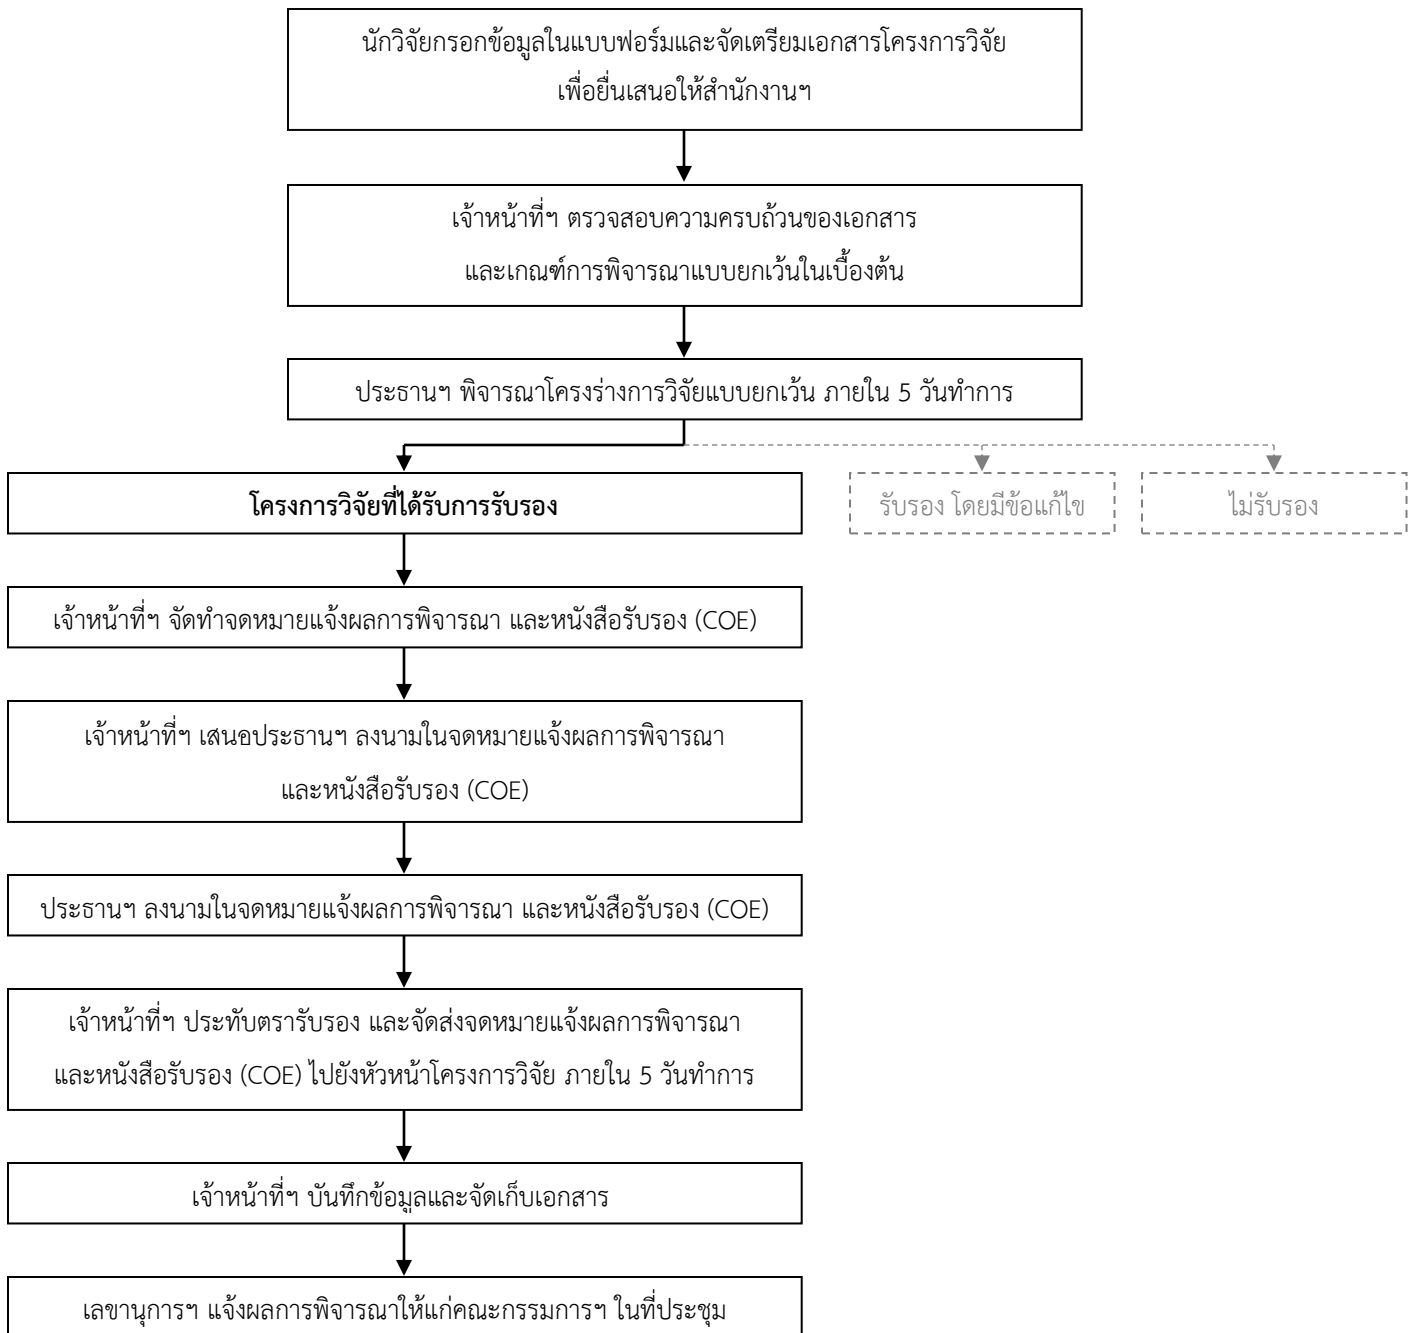 นักวิจัยกรอกข้อมูลในแบบฟอร์มและจัดเตรียมเอกสารโครงการวิจัย
เพื่อยื่นเสนอให้สำนักงานฯ
เจ้าหน้าที่ฯ ตรวจสอบความครบถ้วนของเอกสาร
และเกณฑ์การพิจารณาแบบยกเว้นในเบื้องต้น
ประธานฯ พิจารณาโครงร่างการวิจัยแบบยกเว้น ภายใน 5 วันทำการ
โครงการวิจัยที่ได้รับการรับรอง
รับรอง โดยมีข้อแก้ไข
ไม่รับรอง
เจ้าหน้าที่ฯ จัดทำจดหมายแจ้งผลการพิจารณา และหนังสือรับรอง (COE)
เจ้าหน้าที่ฯ เสนอประธานฯ ลงนามในจดหมายแจ้งผลการพิจารณา
และหนังสือรับรอง (COE)
ประธานฯ ลงนามในจดหมายแจ้งผลการพิจารณา และหนังสือรับรอง (COE)
เจ้าหน้าที่ฯ ประทับตรารับรอง และจัดส่งจดหมายแจ้งผลการพิจารณา
และหนังสือรับรอง (COE) ไปยังหัวหน้าโครงการวิจัย ภายใน 5 วันทำการ
เจ้าหน้าที่ฯ บันทึกข้อมูลและจัดเก็บเอกสาร
เลขานุการฯ แจ้งผลการพิจารณาให้แก่คณะกรรมการฯ ในที่ประชุม